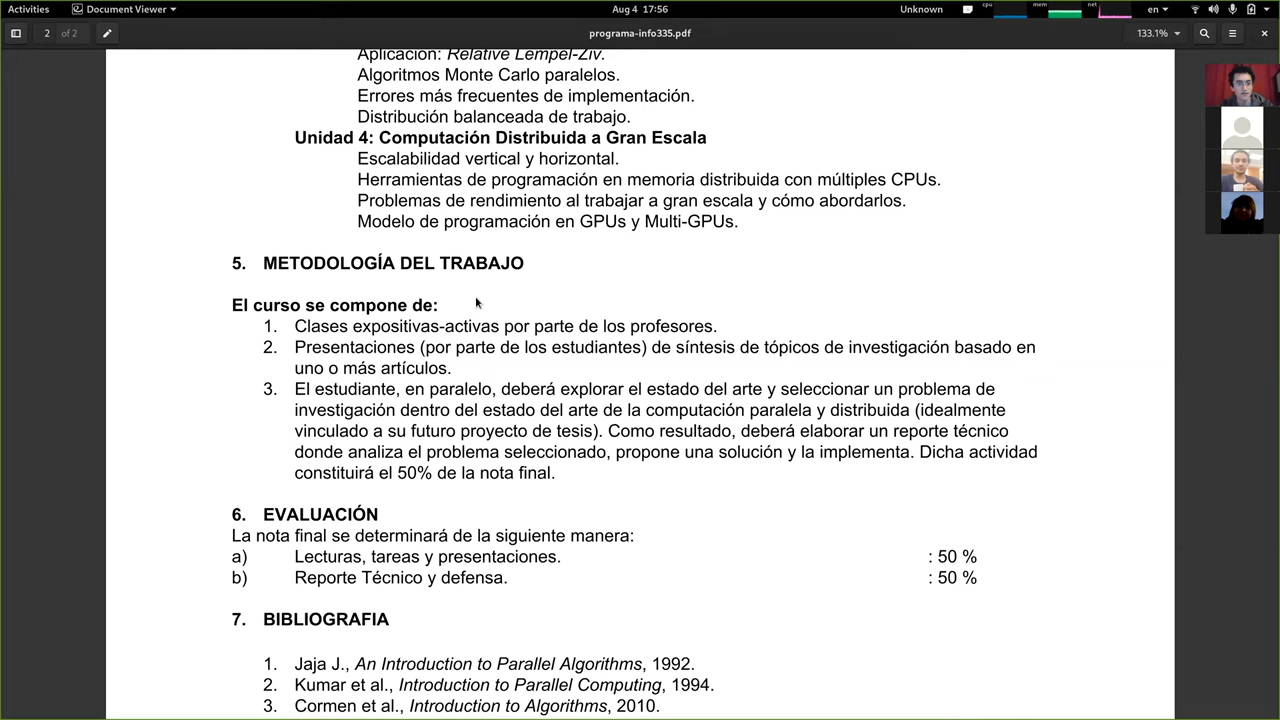 Activities
Document Viewer
Aug 4 17:56
Unknown
cpu
mem
net
en
2 of 2
programa-info335.pdf
133.1%
Aplicación: Relative Lempel-Ziv.
Algoritmos Monte Carlo paralelos.
Errores más frecuentes de implementación.
Distribución balanceada de trabajo.
Unidad 4: Computación Distribuida a Gran Escala
Escalabilidad vertical y horizontal.
Herramientas de programación en memoria distribuida con múltiples CPUs.
Problemas de rendimiento al trabajar a gran escala y cómo abordarlos.
Modelo de programación en GPUs y Multi-GPUs.
5. METODOLOGÍA DEL TRABAJO
El curso se compone de:
1. Clases expositivas-activas por parte de los profesores.
2. Presentaciones (por parte de los estudiantes) de síntesis de tópicos de investigación basado en
uno o más artículos.
3. El estudiante, en paralelo, deberá explorar el estado del arte y seleccionar un problema de
investigación dentro del estado del arte de la computación paralela y distribuida (idealmente
vinculado a su futuro proyecto de tesis). Como resultado, deberá elaborar un reporte técnico
donde analiza el problema seleccionado, propone una solución y la implementa. Dicha actividad
constituirá el 50% de la nota final.
6. EVALUACIÓN
La nota final se determinará de la siguiente manera:
a) Lecturas, tareas y presentaciones. : 50 %
b) Reporte Técnico y defensa. : 50 %
7. BIBLIOGRAFIA
1. Jaja J., An Introduction to Parallel Algorithms, 1992.
2. Kumar et al., Introduction to Parallel Computing, 1994.
3. Cormen et al., Introduction to Algorithms, 2010.